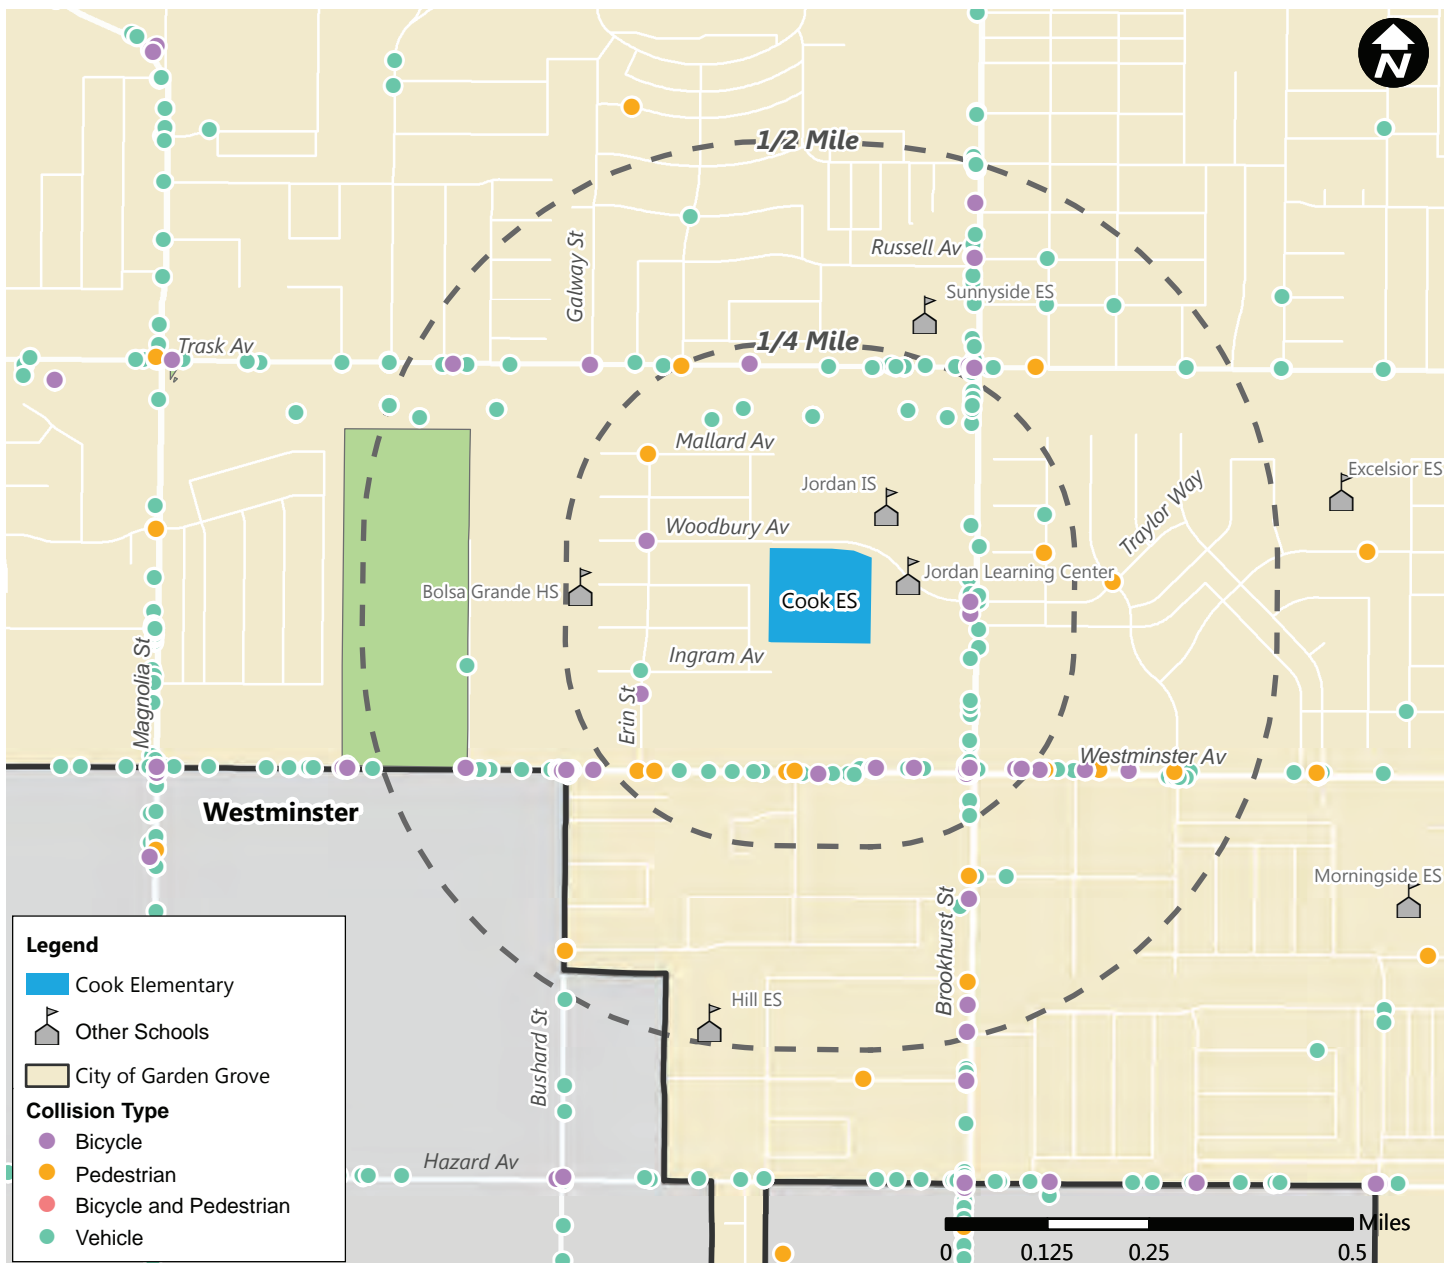 N
1/2 Mile
Galway St
Russell Av
Sunnyside ES
Trask Av
1/4 Mile
Mallard Av
Jordan IS
Excelsior ES
Woodbury Av
Traylor Way
Bolsa Grande HS
Jordan Learning Center
Cook ES
Magnolia St
Ingram Av
Erin St
Westminster Av
Westminster
Morningside ES
Brookhurst St
Hill ES
Bushard St
Hazard Av
Legend
Cook Elementary
Other Schools
City of Garden Grove
Collision Type
Bicycle
Pedestrian
Bicycle and Pedestrian
Vehicle
Miles
0 0.125 0.25 0.5